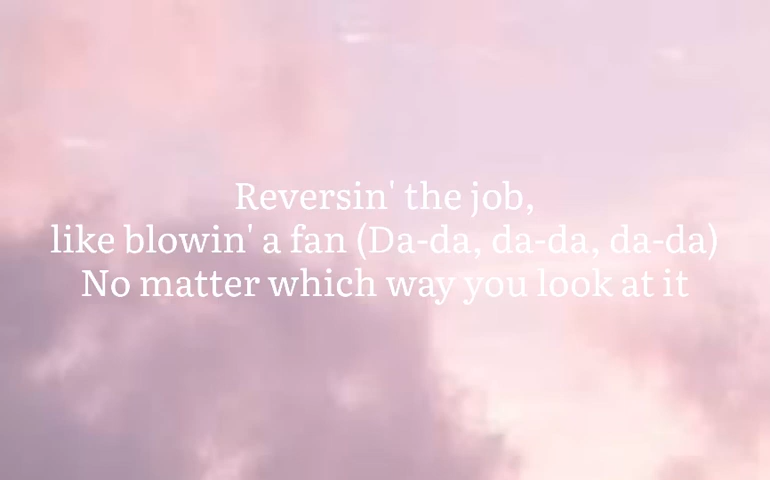 Reversin' the job,
like blowin' a fan (Da-da, da-da, da-da)
No matter which way you look at it